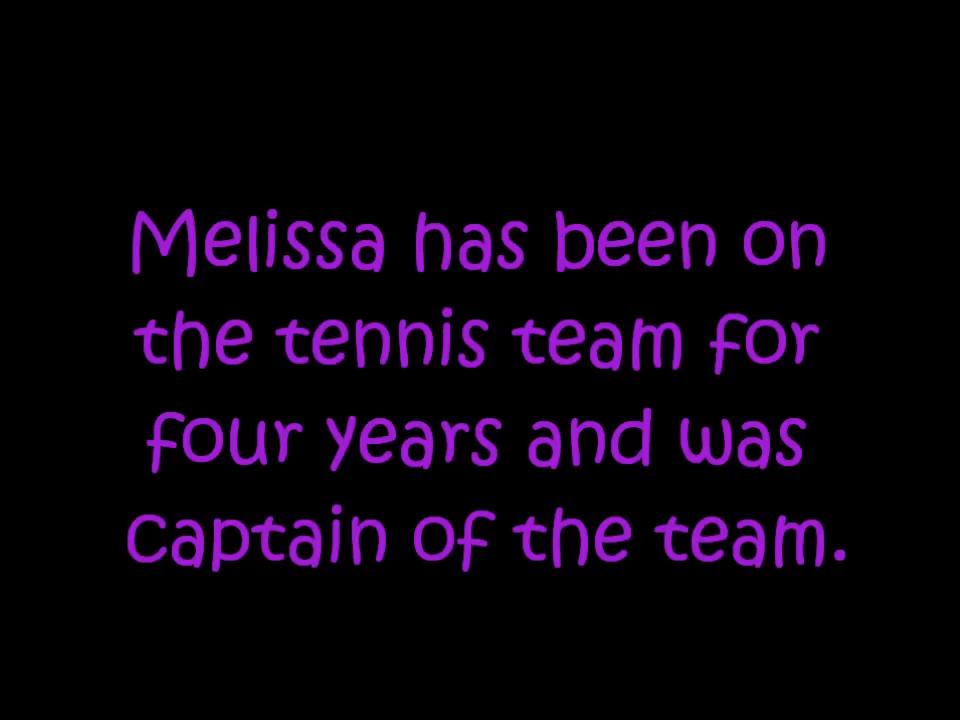 Melissa has been on
the tennis team for
four years and was
captain of the team.